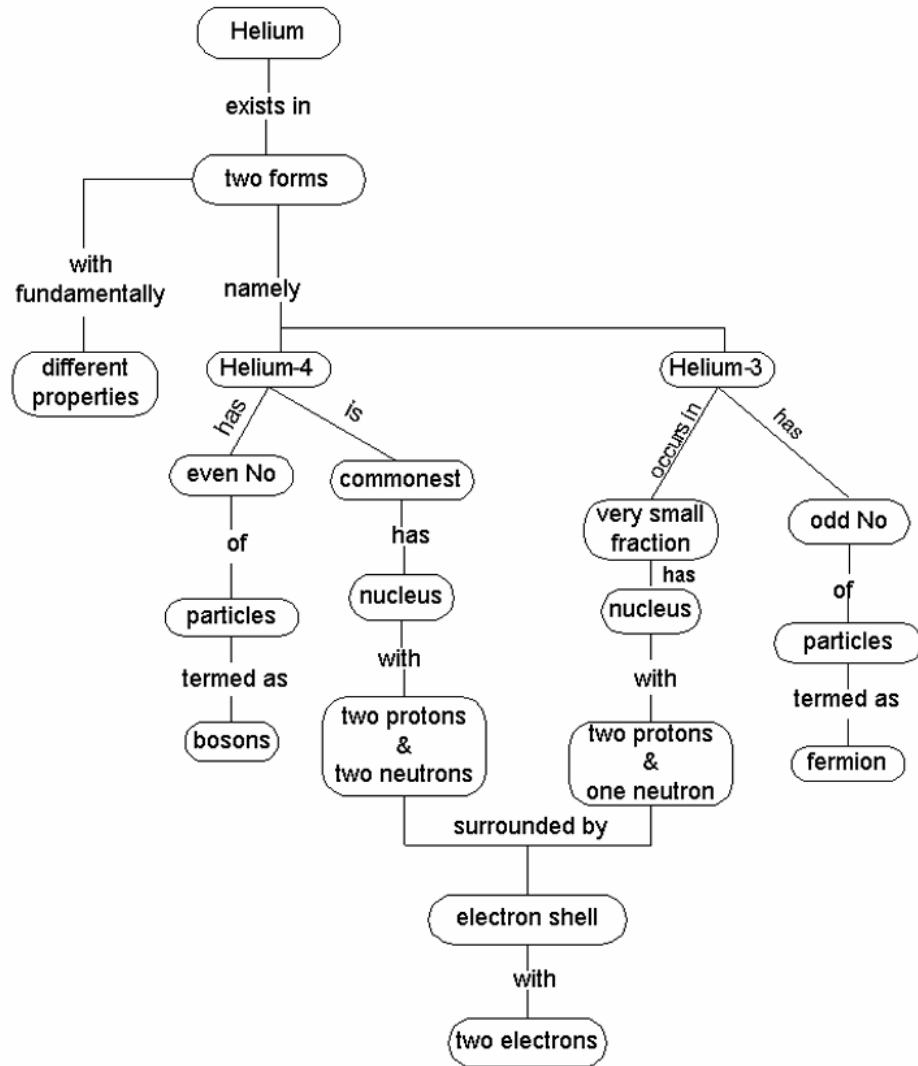 Helium
exists in
two forms
with
fundamentally
namely
different
properties
Helium-4
Helium-3
has
is
occurs in
has
even No
commonest
very small
fraction
odd No
of
has
has
of
particles
nucleus
nucleus
particles
termed as
with
with
termed as
bosons
two protons
&
two neutrons
two protons
&
one neutron
fermion
surrounded by
electron shell
with
two electrons